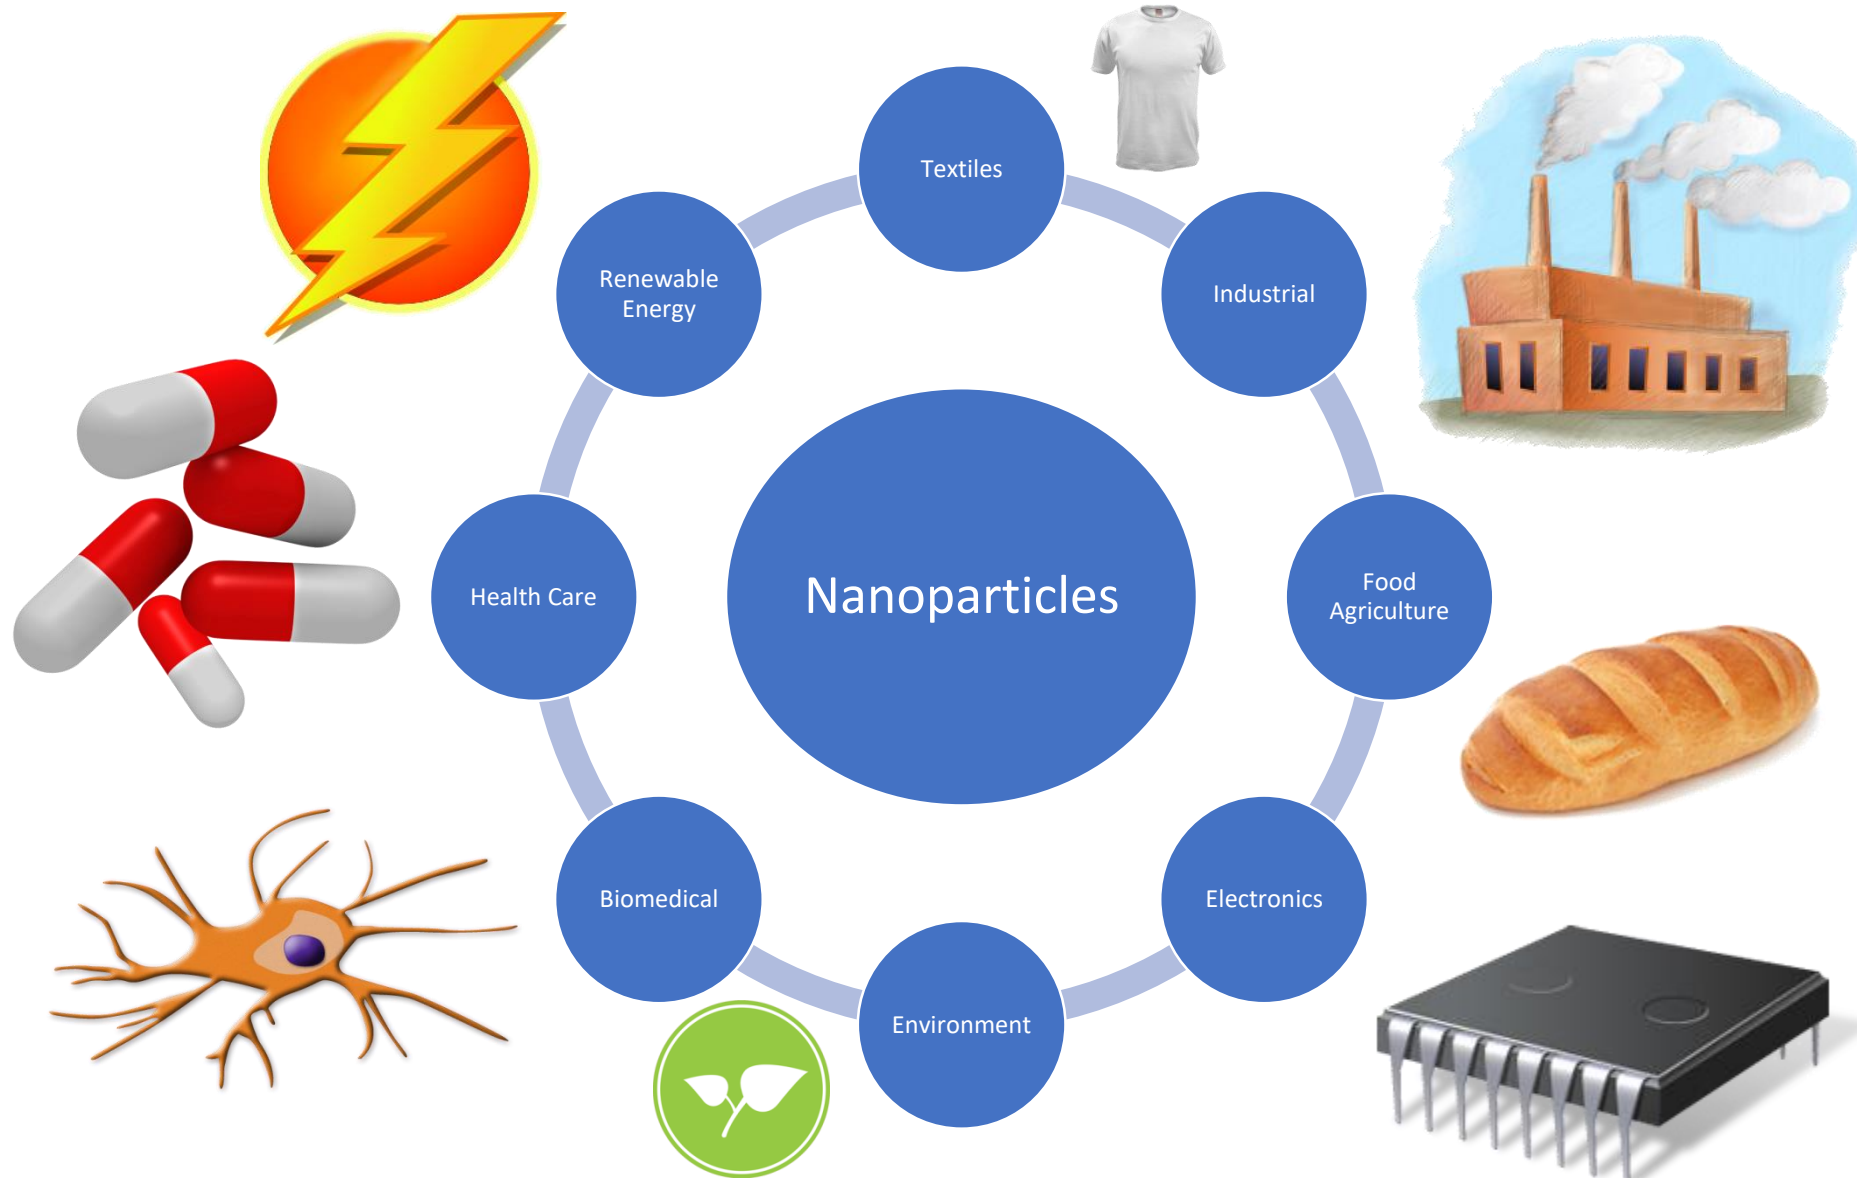 Textiles
Industrial
Food
Agriculture
Electronics
Environment
Biomedical
Health Care
Renewable
Energy
Nanoparticles